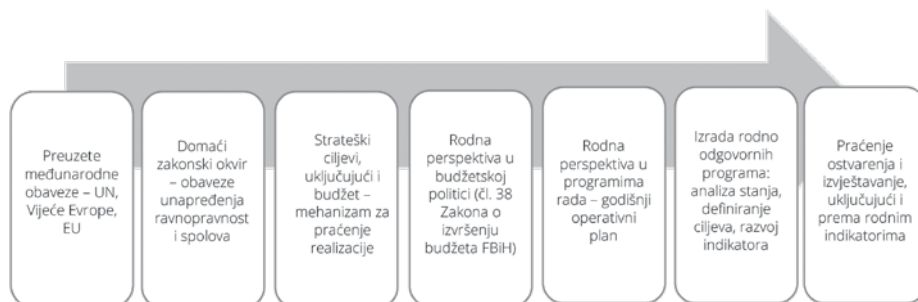 Preuzete
međunarodne
obaveze – UN,
Vijeće Evrope,
EU
Domaći
zakonski okvir
– obaveze
unapređenja
ravnopravnost
i spolova
Strateški
ciljevi,
uključujući i
budžet –
mehanizam za
praćenje
realizacije
Rodna
perspektiva u
budžetskoj
politici (čl. 38
Zakona o
izvršenju
budžeta FBiH)
Rodna
perspektiva u
programima
rada – godišnji
operativni
plan
Izrada rodno
odgovornih
programa:
analiza stanja,
definiranje
ciljeva, razvoj
indikatora
Praćenje
ostvarenja i
izvještavanje,
uključujući i
prema rodnim
indikatorima